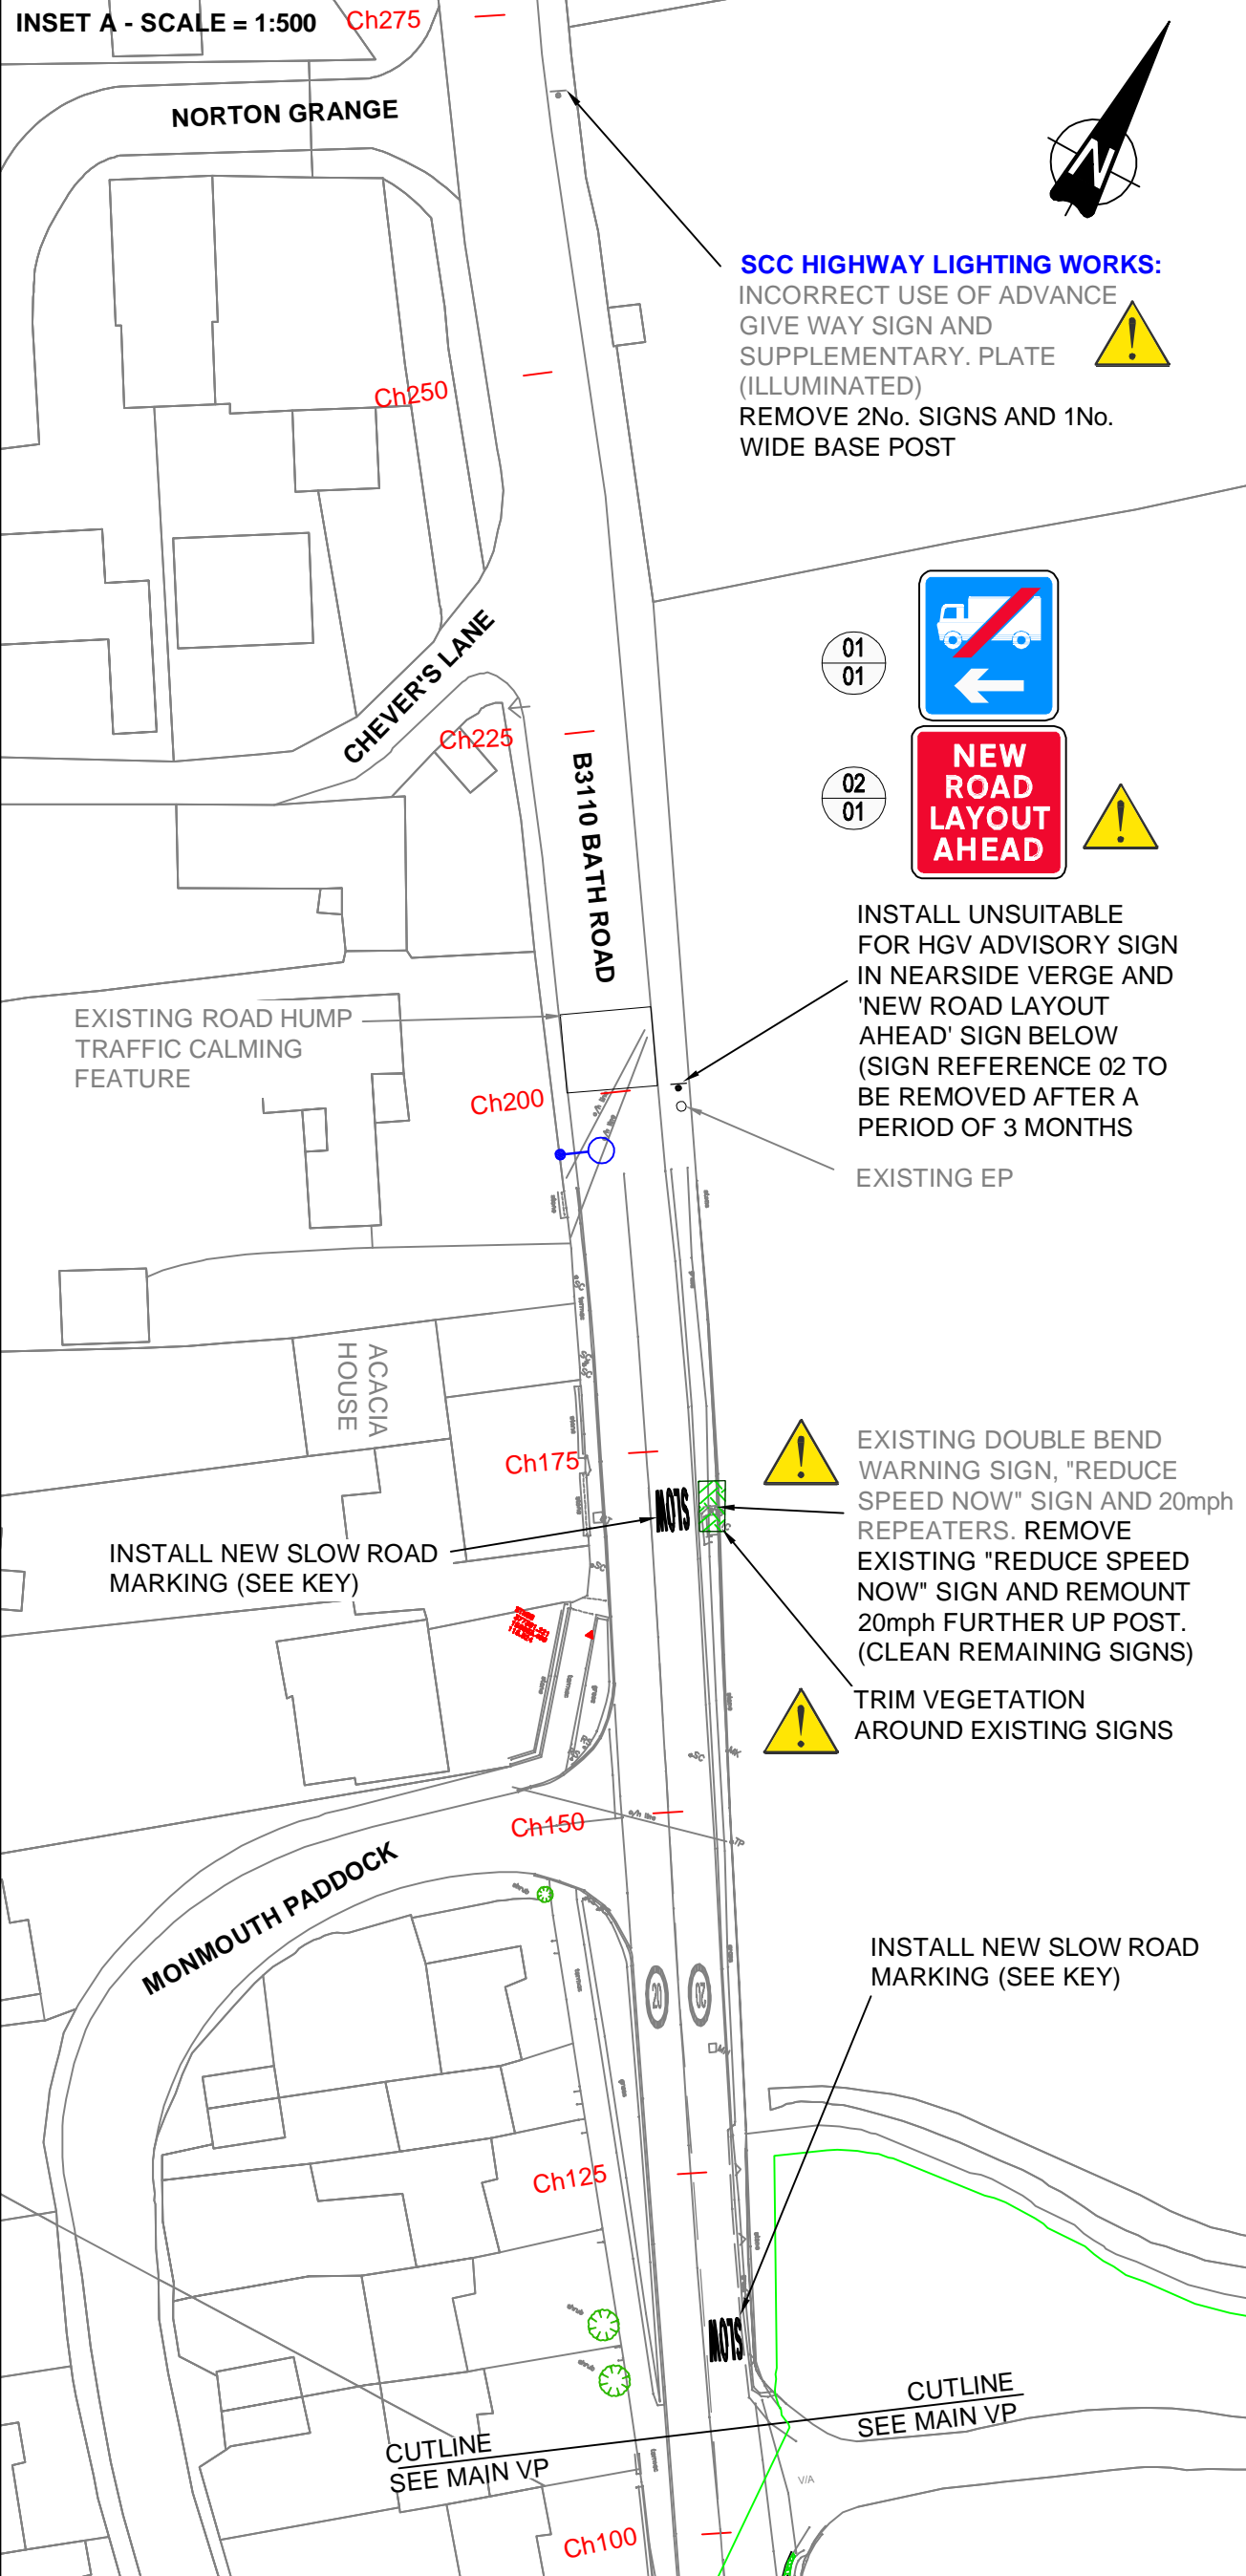 INSET A - SCALE = 1:500
Ch275
NORTON GRANGE
N
SCC HIGHWAY LIGHTING WORKS:
INCORRECT USE OF ADVANCE
GIVE WAY SIGN AND
SUPPLEMENTARY. PLATE
(ILLUMINATED)
REMOVE 2No. SIGNS AND 1No.
WIDE BASE POST
Ch250
CHEVER'S LANE
01
01
Ch225
B3110 BATH ROAD
02
01
NEW
ROAD
LAYOUT
AHEAD
INSTALL UNSUITABLE
FOR HGV ADVISORY SIGN
IN NEARSIDE VERGE AND
'NEW ROAD LAYOUT
AHEAD' SIGN BELOW
(SIGN REFERENCE 02 TO
BE REMOVED AFTER A
PERIOD OF 3 MONTHS
EXISTING ROAD HUMP
TRAFFIC CALMING
FEATURE
Ch200
EXISTING EP
ACACIA
HOUSE
Ch175
EXISTING DOUBLE BEND
WARNING SIGN, "REDUCE
SPEED NOW" SIGN AND 20mph
REPEATERS. REMOVE
EXISTING "REDUCE SPEED
NOW" SIGN AND REMOUNT
20mph FURTHER UP POST.
(CLEAN REMAINING SIGNS)
SLOW
INSTALL NEW SLOW ROAD
MARKING (SEE KEY)
TRIM VEGETATION
AROUND EXISTING SIGNS
Ch150
o/h line
TP
MONMOUTH PADDOCK
shrub
INSTALL NEW SLOW ROAD
MARKING (SEE KEY)
20
20
Ch125
SLOW
shrub
shrub
CUTLINE
SEE MAIN VP
CUTLINE
SEE MAIN VP
V/A
Ch100